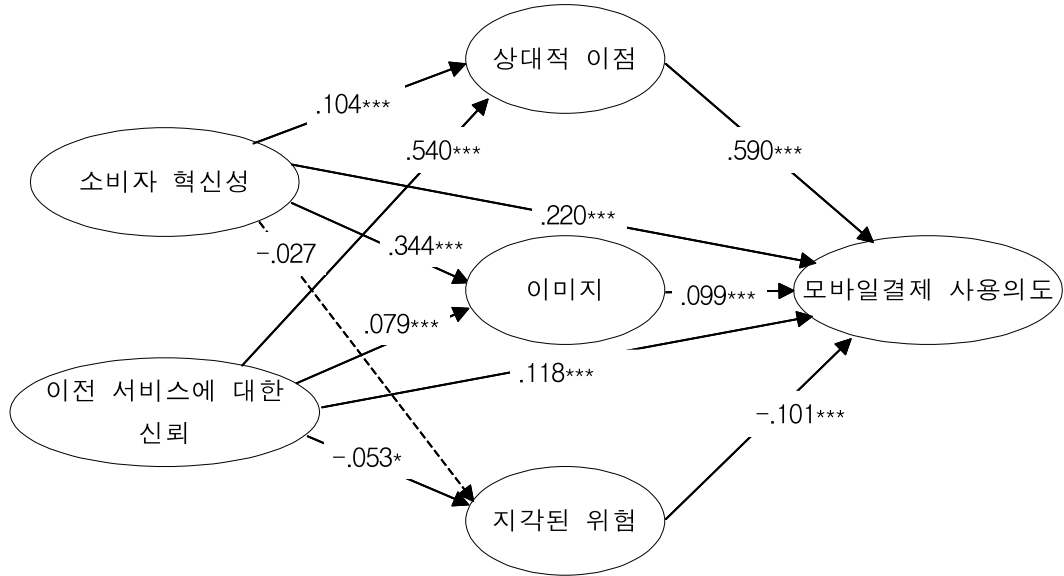 상대적 이점
.104***
.540***
.590***
소비자 혁신성
.220***
.344***
-.027
이미지
.099***
모바일결제 사용의도
.079***
.118***
이전 서비스에 대한
신뢰
-.053*
-.101***
지각된 위험